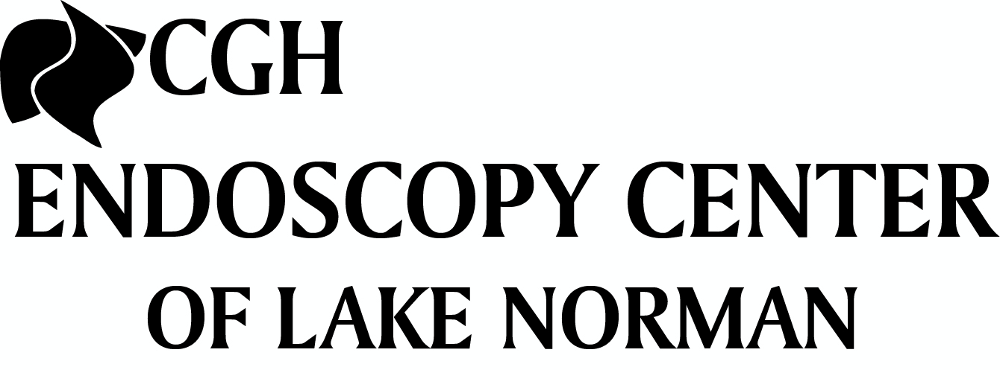 CGH
ENDOSCOPY CENTER
OF LAKE NORMAN